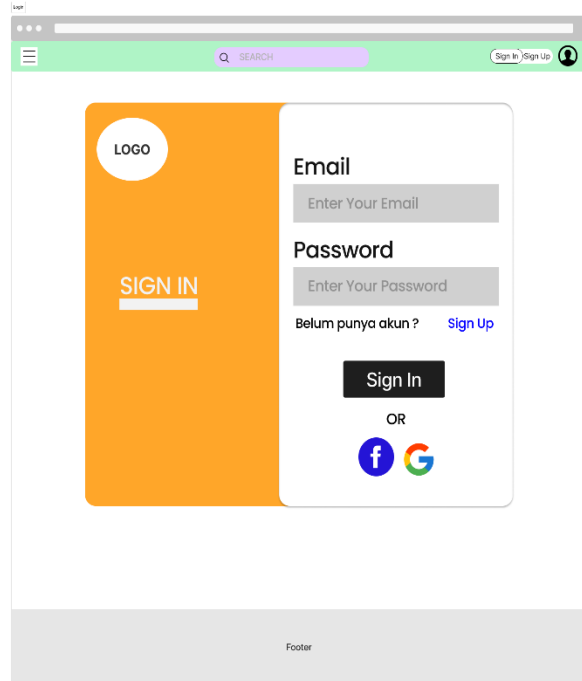 Login
SEARCH
Sign In Sign Up
LOGO
SIGN IN
Email
Enter Your Email
Password
Enter Your Password
Belum punya akun ? Sign Up
Sign In
OR
Footer